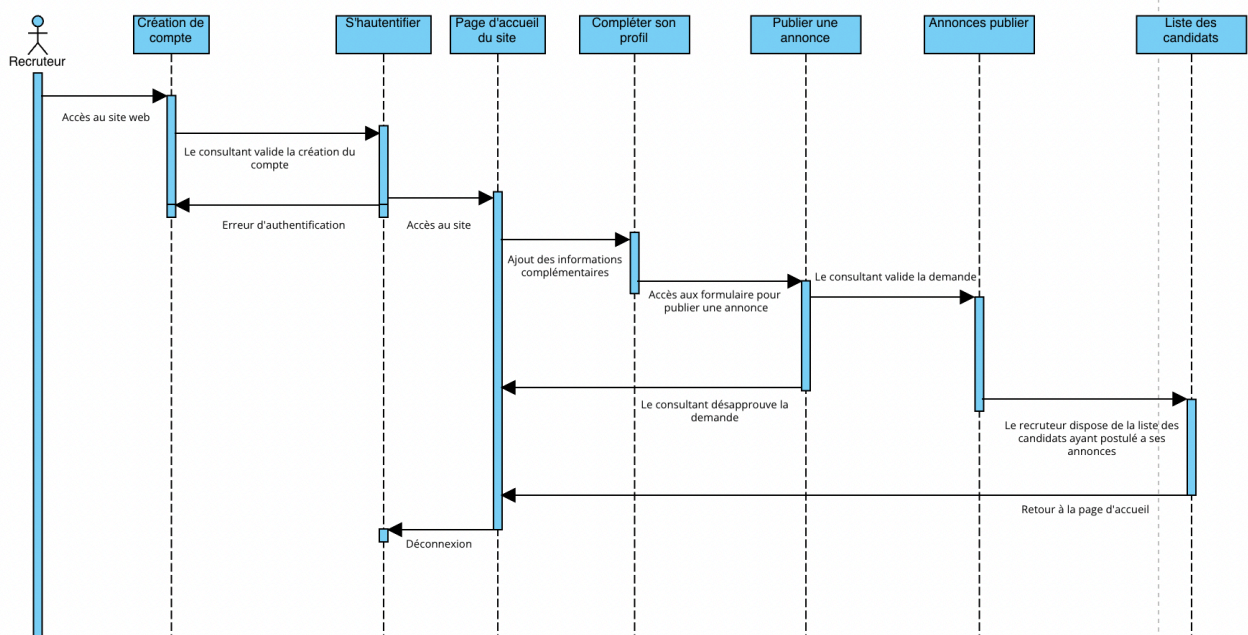 Recruteur
Création de
compte
S'hautentifier
Page d'accueil
du site
Compléter son
profil
Publier une
annonce
Annonces publier
Liste des
candidats
Accès au site web
Le consultant valide la création du
compte
Erreur d'authentification
Accès au site
Ajout des informations
complémentaires
Accès aux formulaire pour
publier une annonce
Le consultant valide la demande
Le consultant désapprouve la
demande
Le recruteur dispose de la liste des
candidats ayant postulé a ses
annonces
Retour à la page d'accueil
Déconnexion